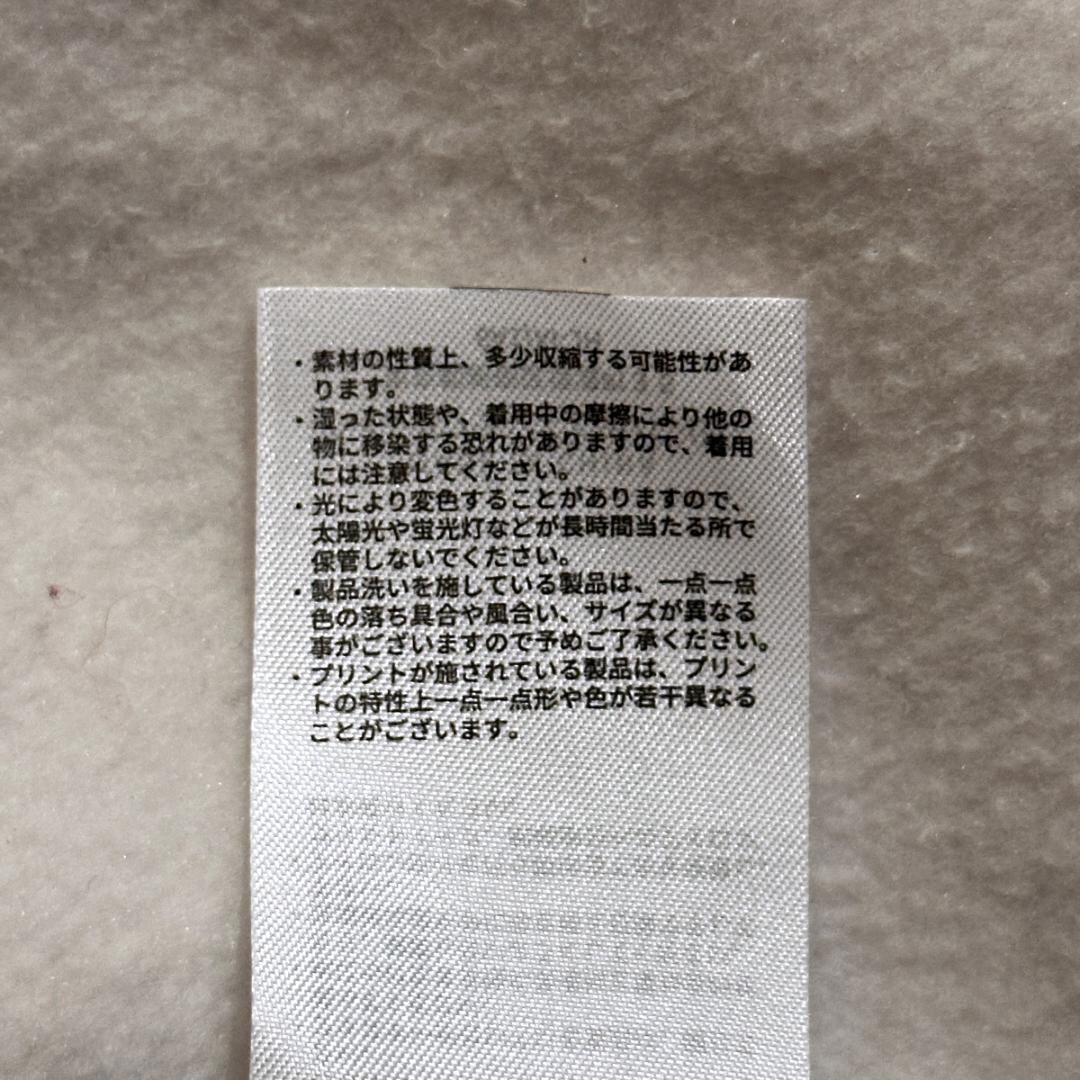 ・素材の性質上、多少収縮する可能性があ
ります。
・湿った状態や、着用中の摩擦により他の
物に移染する恐れがありますので、着用
には注意してください。
・光により変色することがありますので、
太陽光や蛍光灯などが長時間当たる所で
保管しないでください。
・製品洗いを施している製品は、一点一点
色の落ち具合や風合い、サイズが異なる
事がございますので予めご了承ください。
・プリントが施されている製品は、プリン
トの特性上一点一点形や色が若干異なる
ことがございます。